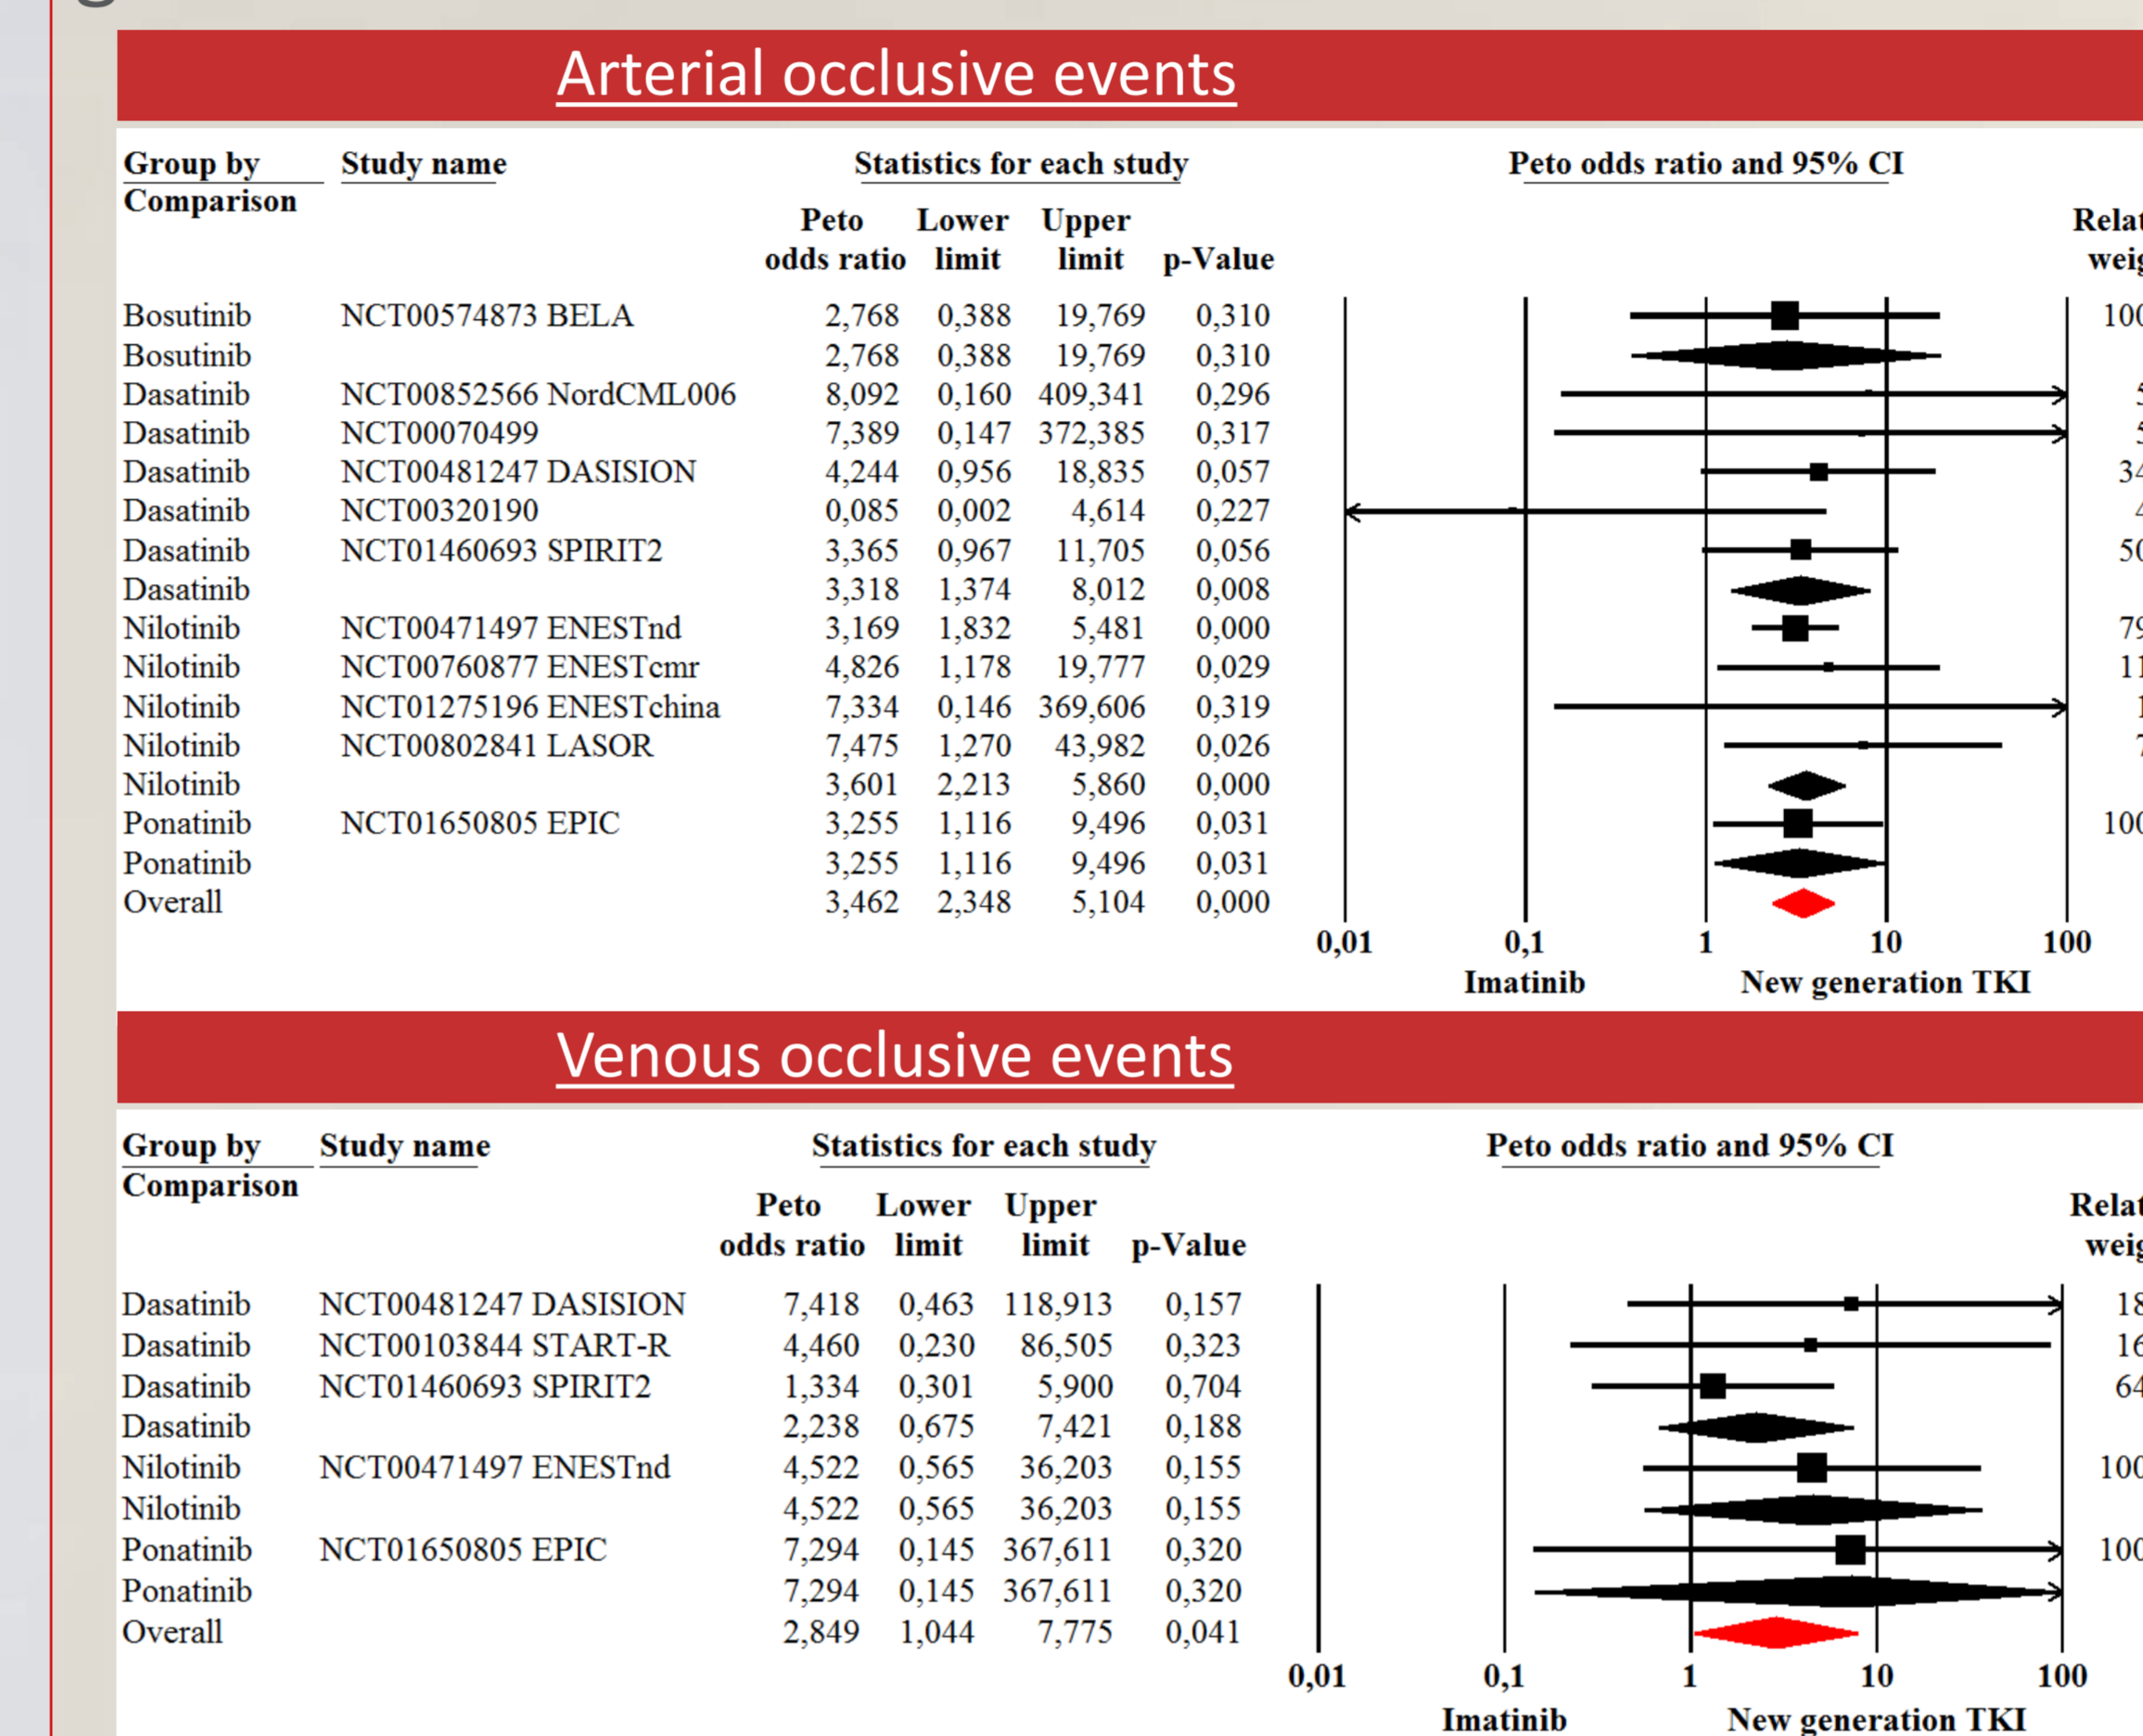 Arterial occlusive events
Group by Study name Statistics for each study Peto odds ratio and 95% CI
Comparison
Peto Lower Upper
odds ratio limit limit p-Value
Bosutinib NCT00574873 BELA 2,768 0,388 19,769 0,310 100
Bosutinib 2,768 0,388 19,769 0,310
Dasatinib NCT00852566 NordCML006 8,092 0,160 409,341 0,296
Dasatinib NCT00070499 7,389 0,147 372,385 0,317
Dasatinib NCT00481247 DASISION 4,244 0,956 18,835 0,057 34
Dasatinib NCT00320190 0,085 0,002 4,614 0,227
Dasatinib NCT01460693 SPIRIT2 3,365 0,967 11,705 0,056 50
Dasatinib 3,318 1,374 8,012 0,008
Nilotinib NCT00471497 ENESTnd 3,169 1,832 5,481 0,000 79
Nilotinib NCT00760877 ENESTcmr 4,826 1,178 19,777 0,029 11
Nilotinib NCT01275196 ENESTchina 7,334 0,146 369,606 0,319 1
Nilotinib NCT00802841 LASOR 7,475 1,270 43,982 0,026 7
Nilotinib 3,601 2,213 5,860 0,000
Ponatinib NCT01650805 EPIC 3,255 1,116 9,496 0,031 100
Ponatinib 3,255 1,116 9,496 0,031
Overall 3,462 2,348 5,104 0,000
0,01 0,1 1 10 100
Imatinib New generation TKI
Venous occlusive events
Group by Study name Statistics for each study Peto odds ratio and 95% CI
Comparison
Peto Lower Upper
odds ratio limit limit p-Value
Dasatinib NCT00481247 DASISION 7,418 0,463 118,913 0,157 18
Dasatinib NCT00103844 START-R 4,460 0,230 86,505 0,323 16
Dasatinib NCT01460693 SPIRIT2 1,334 0,301 5,900 0,704 64
Dasatinib 2,238 0,675 7,421 0,188
Nilotinib NCT00471497 ENESTnd 4,522 0,565 36,203 0,155 100
Nilotinib 4,522 0,565 36,203 0,155
Ponatinib NCT01650805 EPIC 7,294 0,145 367,611 0,320 100
Ponatinib 7,294 0,145 367,611 0,320
Overall 2,849 1,044 7,775 0,041
0,01 0,1 1 10 100
Imatinib New generation TKI